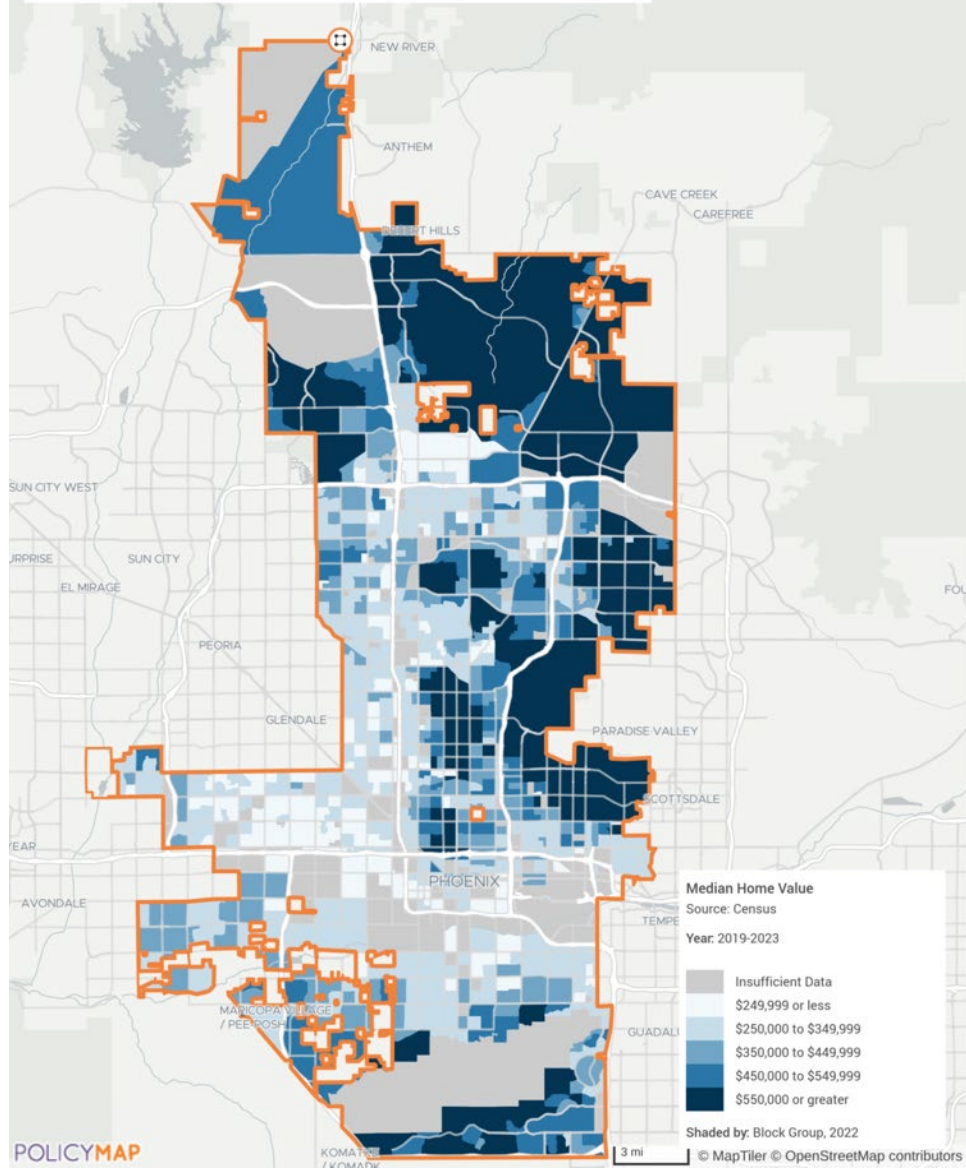 NEW RIVER
ANTHEM
CAVE CREEK
CAREFREE
DESERT HILLS
SUN CITY WEST
URPRISE
SUN CITY
EL MIRAGE
FOU
PEORIA
GLENDALE
PARADISE VALLEY
SCOTTSDALE
YEAR
PHOENIX
AVONDALE
TEMPE
MARICOPA VILLAGE
/ PEE POSH
GUADAL
Median Home Value
Source: Census
Year: 2019-2023
Insufficient Data
$249,999 or less
$250,000 to $349,999
$350,000 to $449,999
$450,000 to $549,999
$550,000 or greater
Shaded by: Block Group, 2022
POLICYMAP
KOMATKE
/ KOMADK
3 mi
© MapTiler © OpenStreetMap contributors